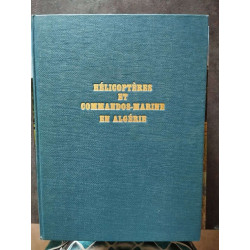 HÉLICOPTÈRES
ET
COMMANDOS-MARINE
EN ALGÉRIE